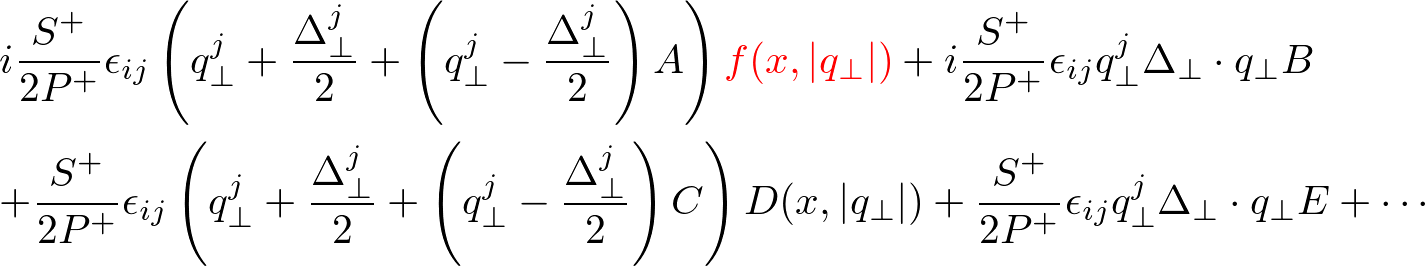 i\frac{S^+}{2P^+}\epsilon_{ij}\left(q_\perp^j+\frac{\Delta_\perp^j}{2}+\left(q_\perp^j-\frac{\Delta_\perp^j}{2}\right)A\right)f(x,|q_\perp|)+i\frac{S^+}{2P^+}\epsilon_{ij}q_\perp^j\Delta_\perp\cdot q_\perp B
+\frac{S^+}{2P^+}\epsilon_{ij}\left(q_\perp^j+\frac{\Delta_\perp^j}{2}+\left(q_\perp^j-\frac{\Delta_\perp^j}{2}\right)C\right)D(x,|q_\perp|)+\frac{S^+}{2P^+}\epsilon_{ij}q_\perp^j\Delta_\perp\cdot q_\perp E+\cdots